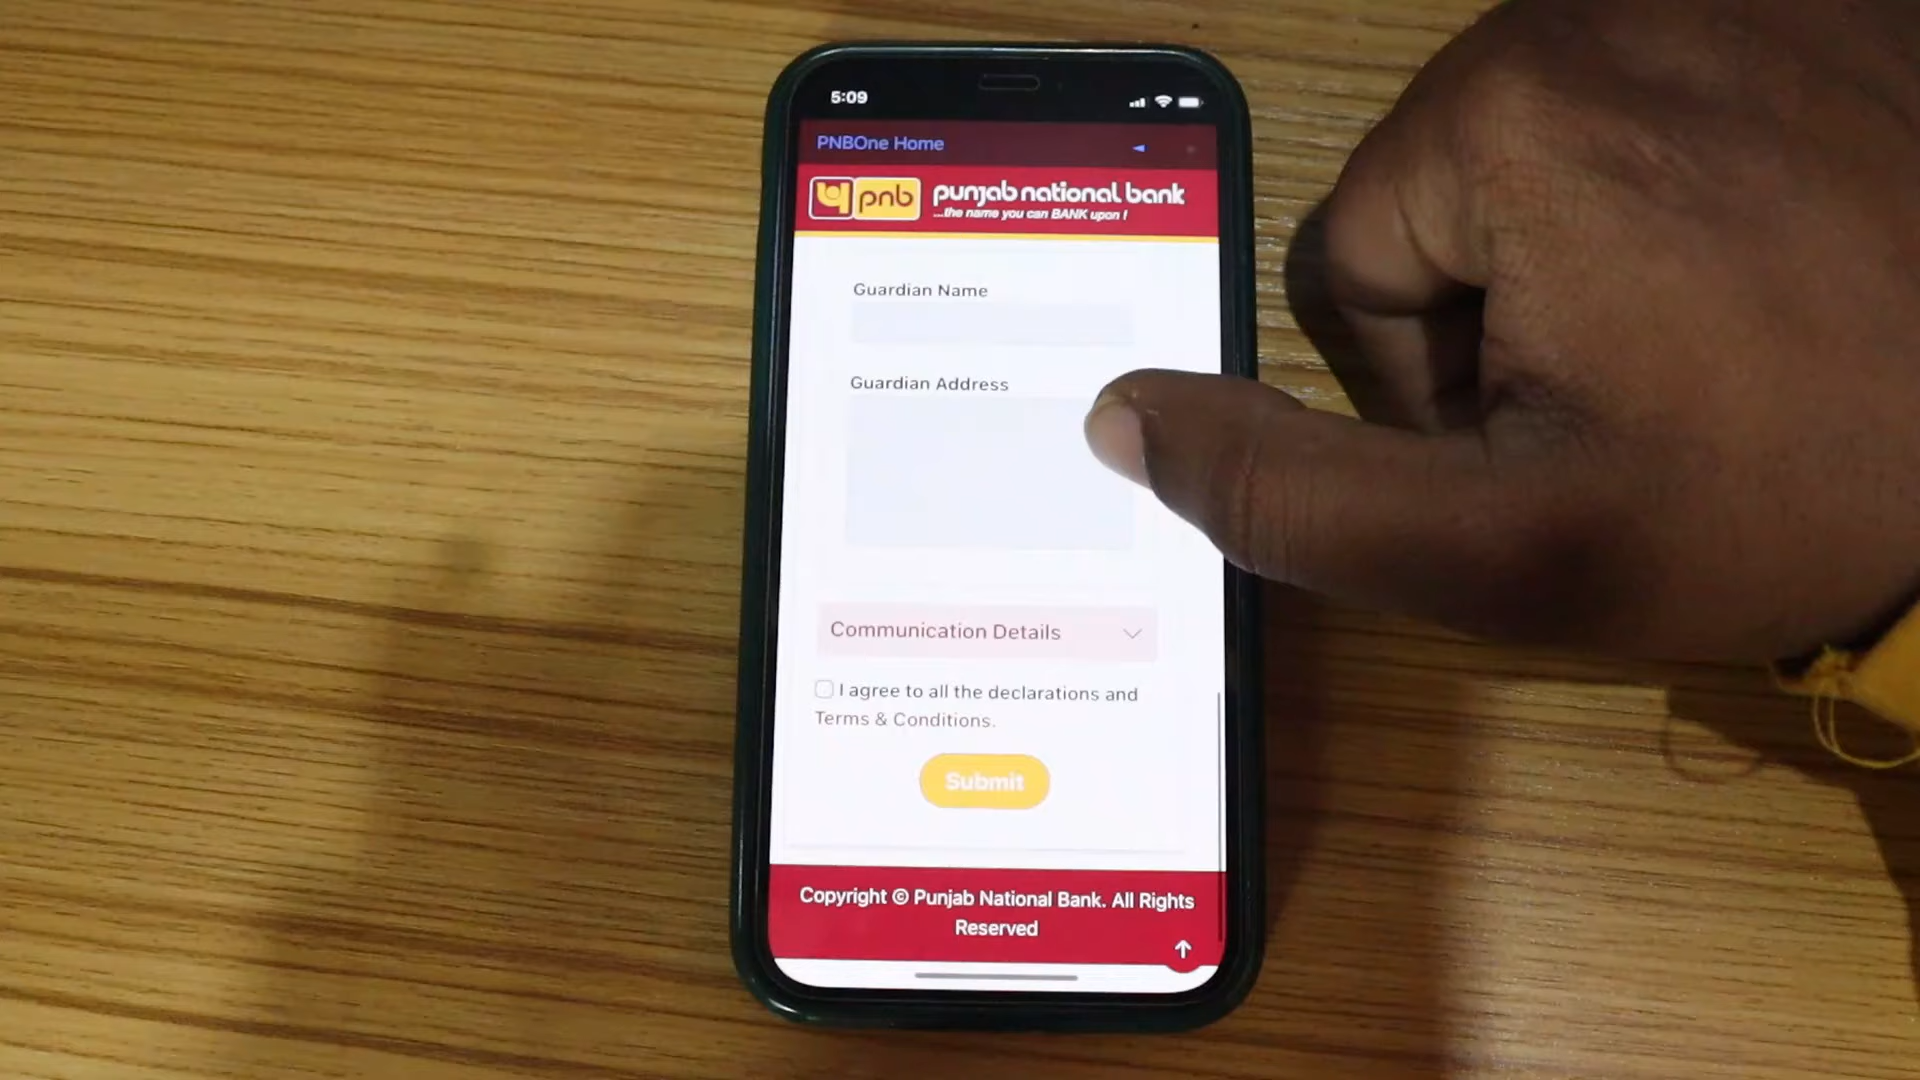 5:09
PNBOne Home
pnb
punjab national bank
...the name you can BANK upon !
Guardian Name
Guardian Address
Communication Details
I agree to all the declarations and
Terms & Conditions.
Submit
Copyright © Punjab National Bank. All Rights
Reserved